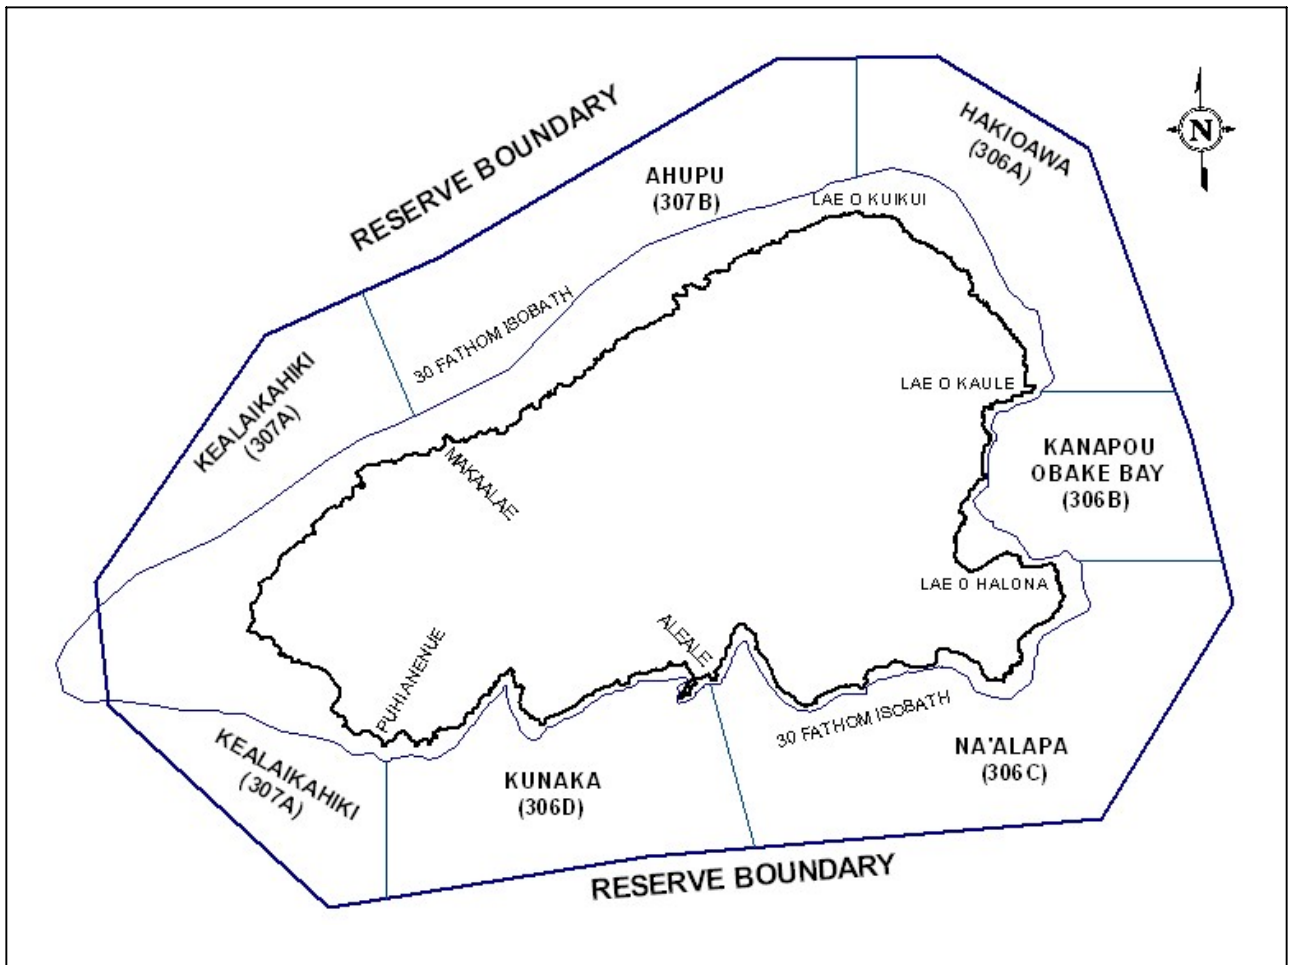 RESERVE BOUNDARY
HAKIOAWA
(306A)
N
AHUPU
(307B)
LAE O KUIKUI
30 FATHOM ISOBATH
KEALAIKAHIKI
(307A)
LAE O KAULE
MAKAALAE
KANAPOU
OBAKE BAY
(306B)
LAE O HALONA
PUHIANENUE
ALEALE
30 FATHOM ISOBATH
KEALAIKAHIKI
(307A)
KUNAKA
(306D)
NA'ALAPA
(306C)
RESERVE BOUNDARY